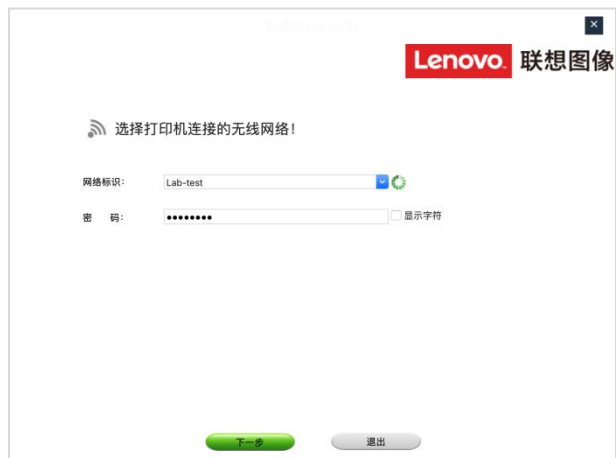 Lenovo 联想图像
选择打印机连接的无线网络!
网络标识: Lab-test
密 码: •••••••• 显示字符
下一步 退出